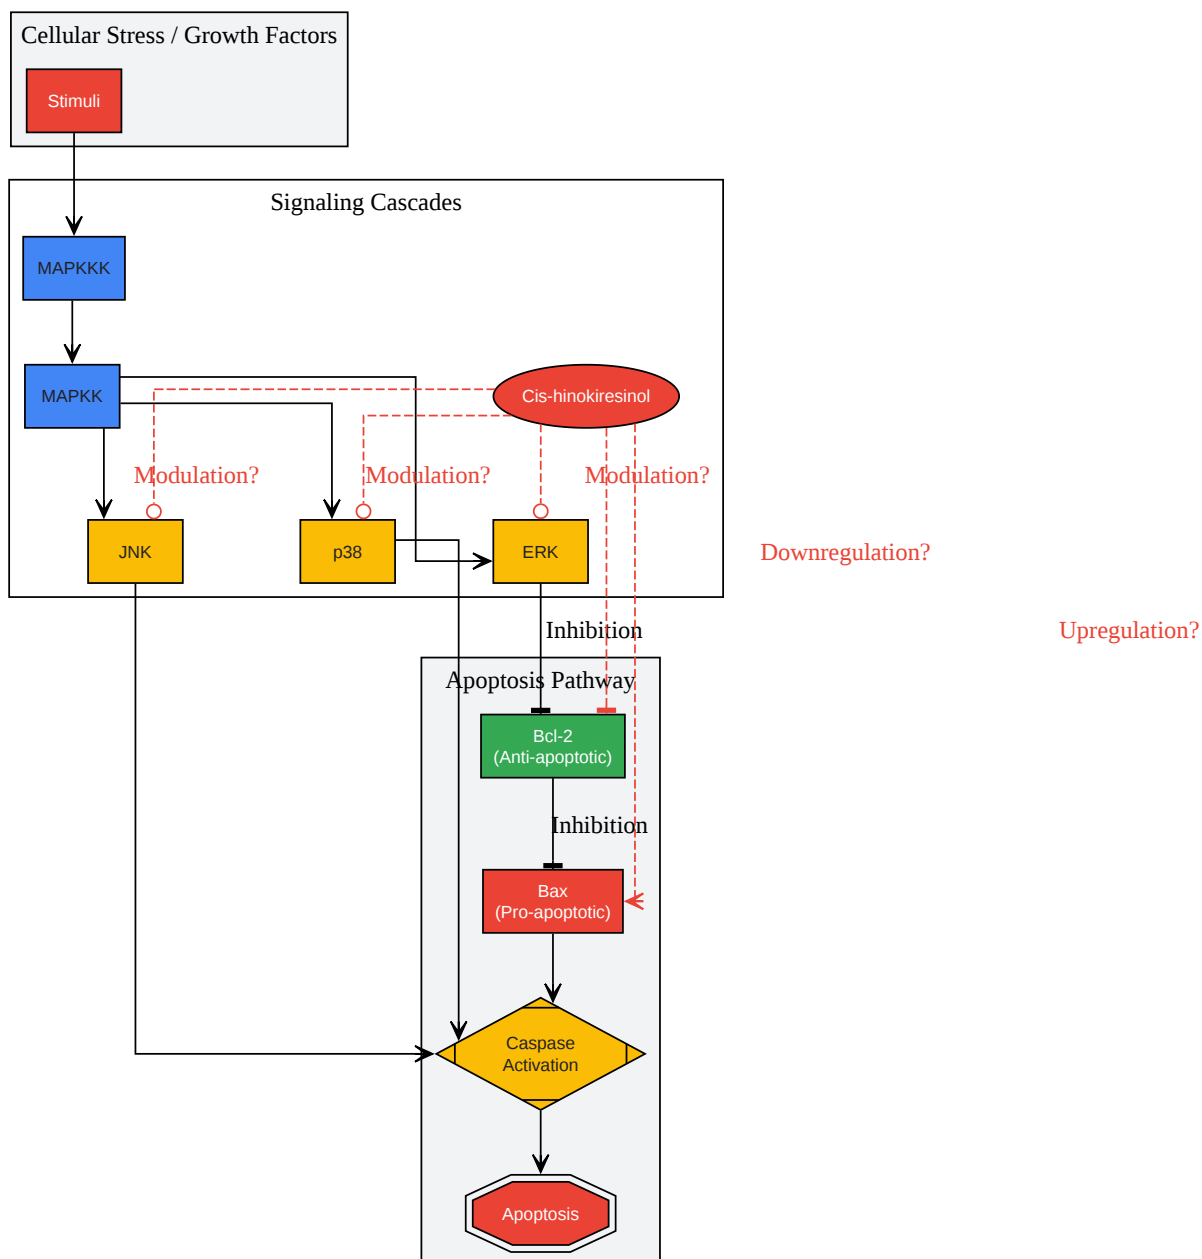 Cellular Stress / Growth Factors
Stimuli
Signaling Cascades
MAPKKK
MAPKK
Cis-hinokiresinol
Modulation?
Modulation?
Modulation?
JNK
p38
ERK
Downregulation?
Inhibition
Upregulation?
Apoptosis Pathway
Bcl-2
(Anti-apoptotic)
Inhibition
Bax
(Pro-apoptotic)
Caspase
Activation
Apoptosis